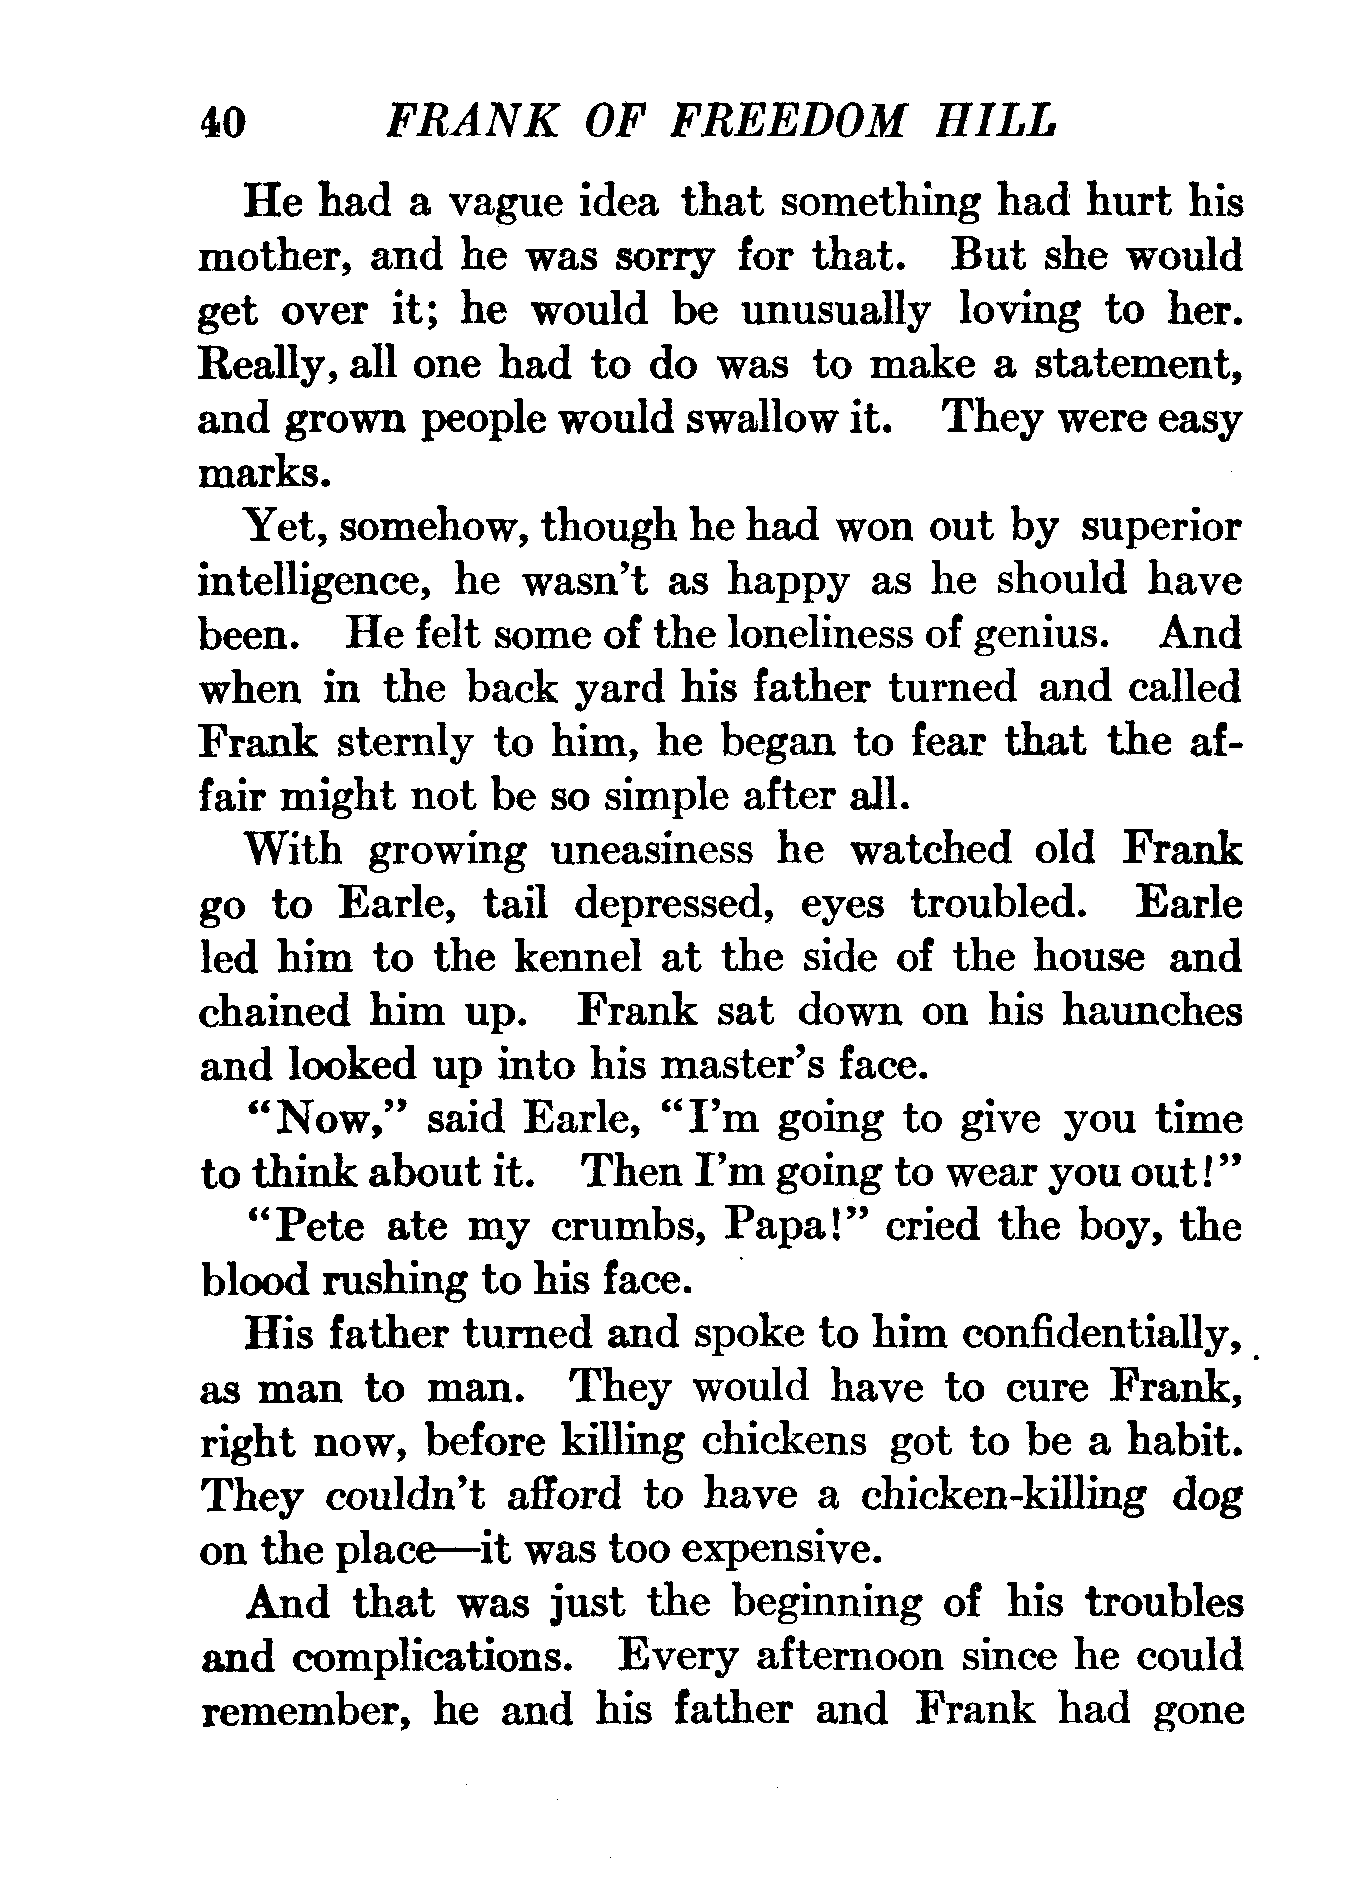 40 FRANK OF FREEDOM HILL
He had a vague idea that something had hurt his
mother, and he was sorry for that. But she would
get over it; he would be unusually loving to her.
Really, all one had to do was to make a statement,
and grown people would swallow it. They were easy
marks.
Yet, somehow, though he had won out by superior
intelligence, he wasn't as happy as he should have
been. He felt some of the loneliness of genius. And
when in the back yard his father turned and called
Frank sternly to him, he began to fear that the af-
fair might not be so simple after all.
With growing uneasiness he watched old Frank
go to Earle, tail depressed, eyes troubled. Earle
led him to the kennel at the side of the house and
chained him up. Frank sat down on his haunches
and looked up into his master's face.
"Now," said Earle, "I'm going to give you time
to think about it. Then I'm going to wear you out!"
"Pete ate my crumbs, Papa!" cried the boy, the
blood rushing to his face.
His father turned and spoke to him confidentially,
as man to man. They would have to cure Frank,
right now, before killing chickens got to be a habit.
They couldn't afford to have a chicken-killing dog
on the place—it was too expensive.
And that was just the beginning of his troubles
and complications. Every afternoon since he could
remember, he and his father and Frank had gone